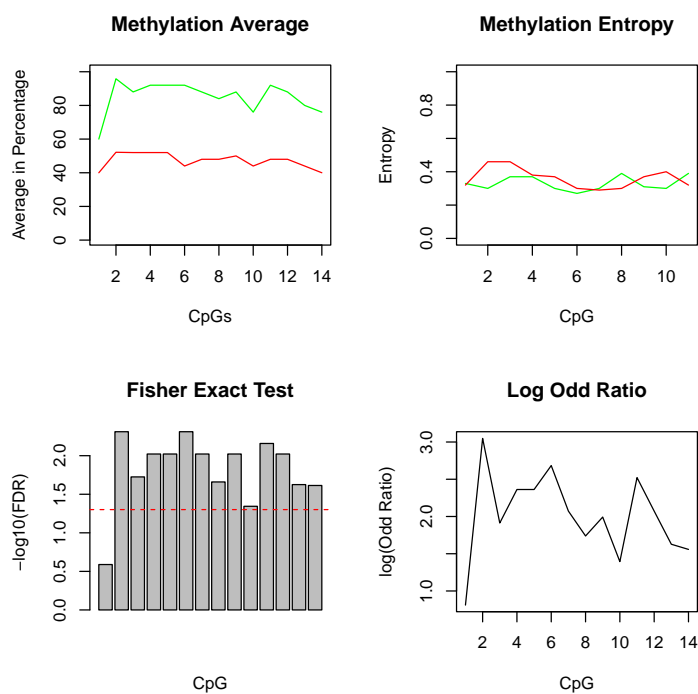 Methylation Average
Average in Percentage
0 20 40 60 80
2 4 6 8 10 12 14
CpGs
Methylation Entropy
Entropy
0.0 0.4 0.8
2 4 6 8 10
CpG
Fisher Exact Test
−log10(FDR)
0.0 0.5 1.0 1.5 2.0
CpG
Log Odd Ratio
log(Odd Ratio)
1.0 2.0 3.0
2 4 6 8 10 12 14
CpG